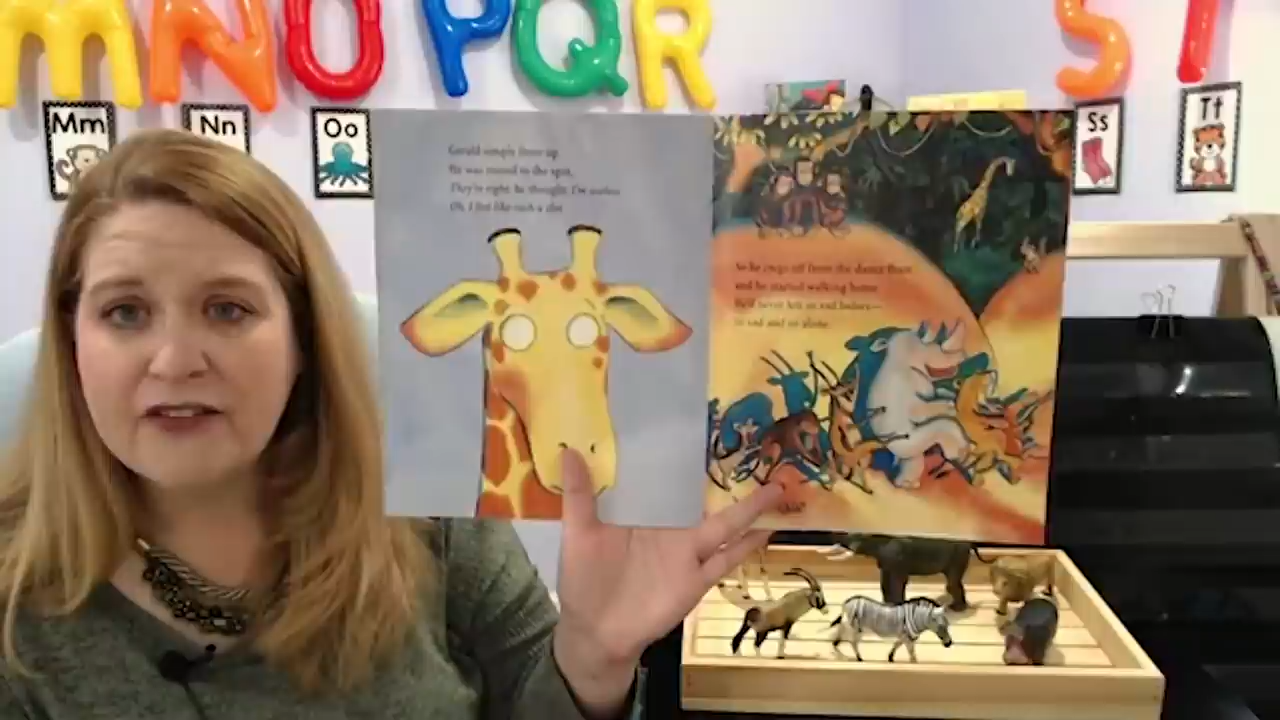 M N O P Q R S T
Mm Nn Oo Ss Tt
Gerald simply froze up.
He was rooted to the spot.
They're right, he thought. I'm useless.
Oh, I feel like such a clot.
So he crept off from the dance floor
and he started walking home.
He'd never felt so sad before—
so sad and so alone.